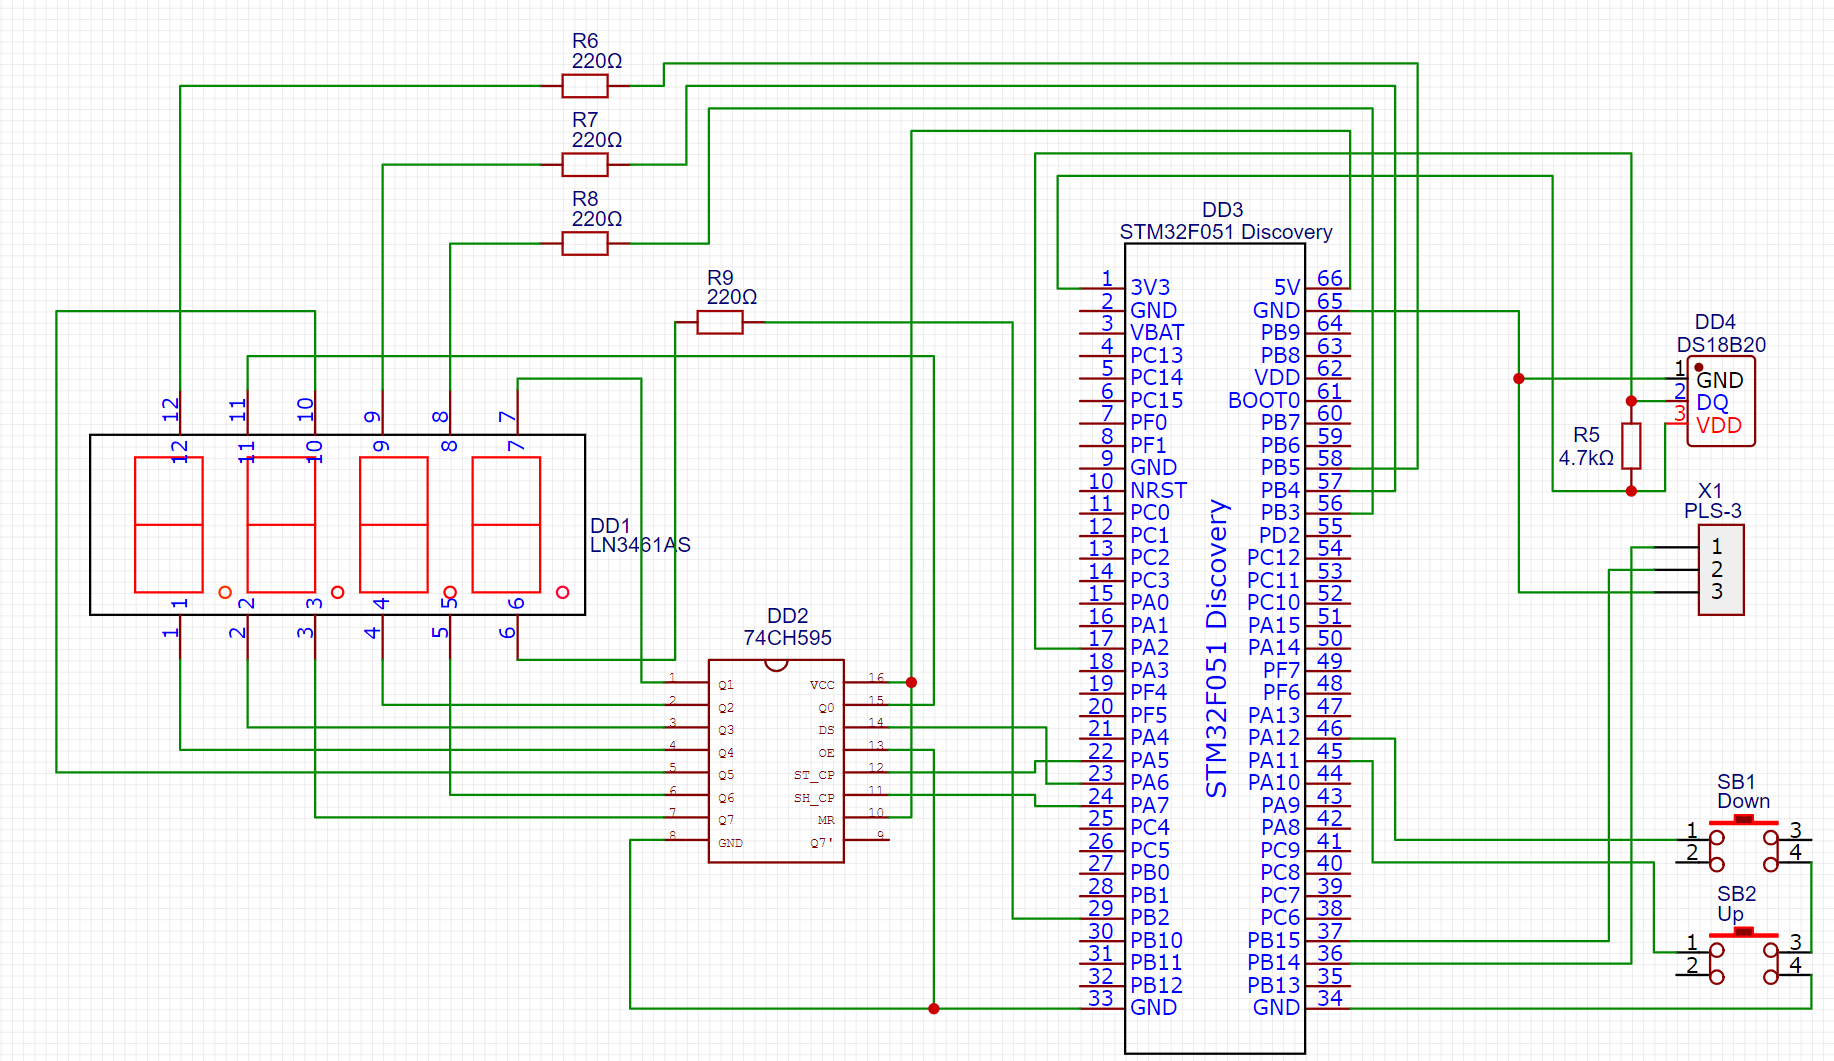 R6
220Ω
R7
220Ω
R8
220Ω
R9
220Ω
12 11 10 9 8 7
12 11 10 9 8 7
DD1
LN3461AS
1 2 3 4 5 6
1 2 3 4 5 6
DD2
74CH595
1 Q1 VCC 16
2 Q2 Q0 15
3 Q3 DS 14
4 Q4 OE 13
5 Q5 ST_CP 12
6 Q6 SH_CP 11
7 Q7 MR 10
8 GND Q7' 9
DD3
STM32F051 Discovery
1 3V3 5V 66
2 GND GND 65
3 VBAT PB9 64
4 PC13 PB8 63
5 PC14 VDD 62
6 PC15 BOOT0 61
7 PF0 PB7 60
8 PF1 PB6 59
9 GND PB5 58
10 NRST PB4 57
11 PC0 PB3 56
12 PC1 PD2 55
13 PC2 PC12 54
14 PC3 PC11 53
15 PA0 PC10 52
16 PA1 PA15 51
17 PA2 PA14 50
18 PA3 PF7 49
19 PF4 PF6 48
20 PF5 PA13 47
21 PA4 PA12 46
22 PA5 PA11 45
23 PA6 PA10 44
24 PA7 PA9 43
25 PC4 PA8 42
26 PC5 PC9 41
27 PB0 PC8 40
28 PB1 PC7 39
29 PB2 PC6 38
30 PB10 PB15 37
31 PB11 PB14 36
32 PB12 PB13 35
33 GND GND 34
STM32F051 Discovery
DD4
DS18B20
1 GND
2 DQ
3 VDD
R5
4.7kΩ
X1
PLS-3
1
2
3
SB1
Down
1 3
2 4
SB2
Up
1 3
2 4